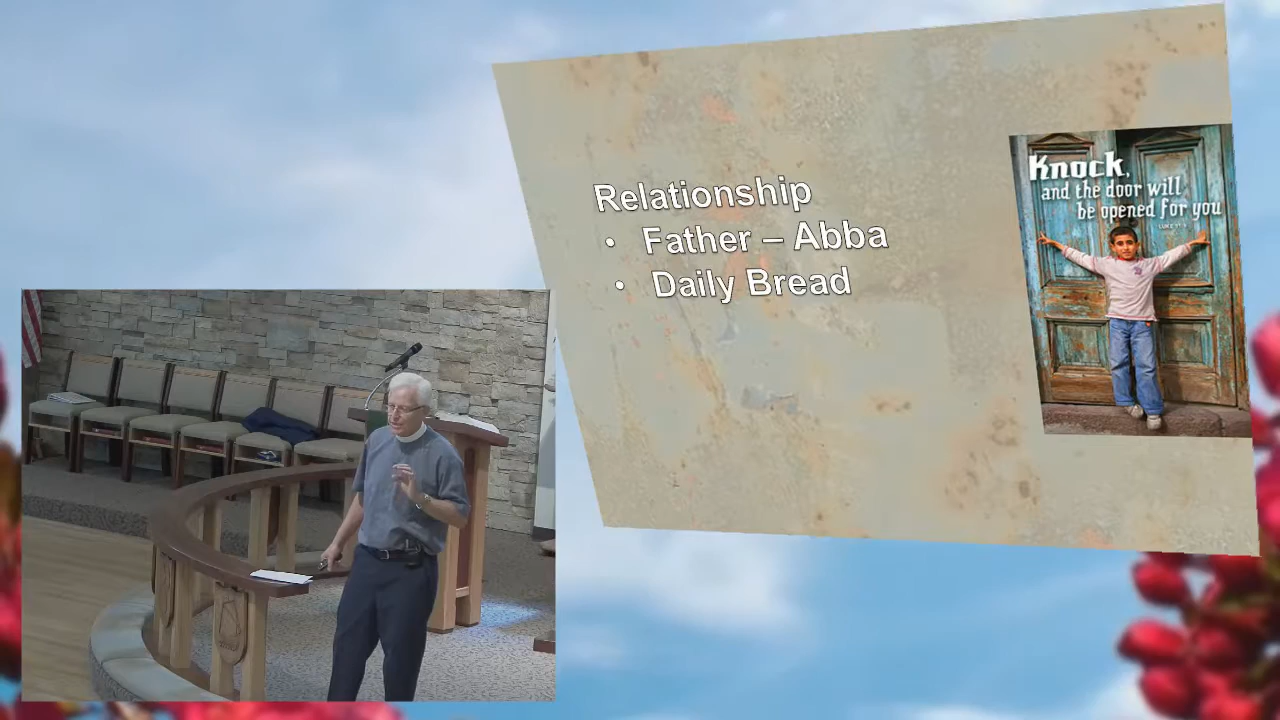 Relationship
• Father – Abba
• Daily Bread
Knock,
and the door will
be opened for you